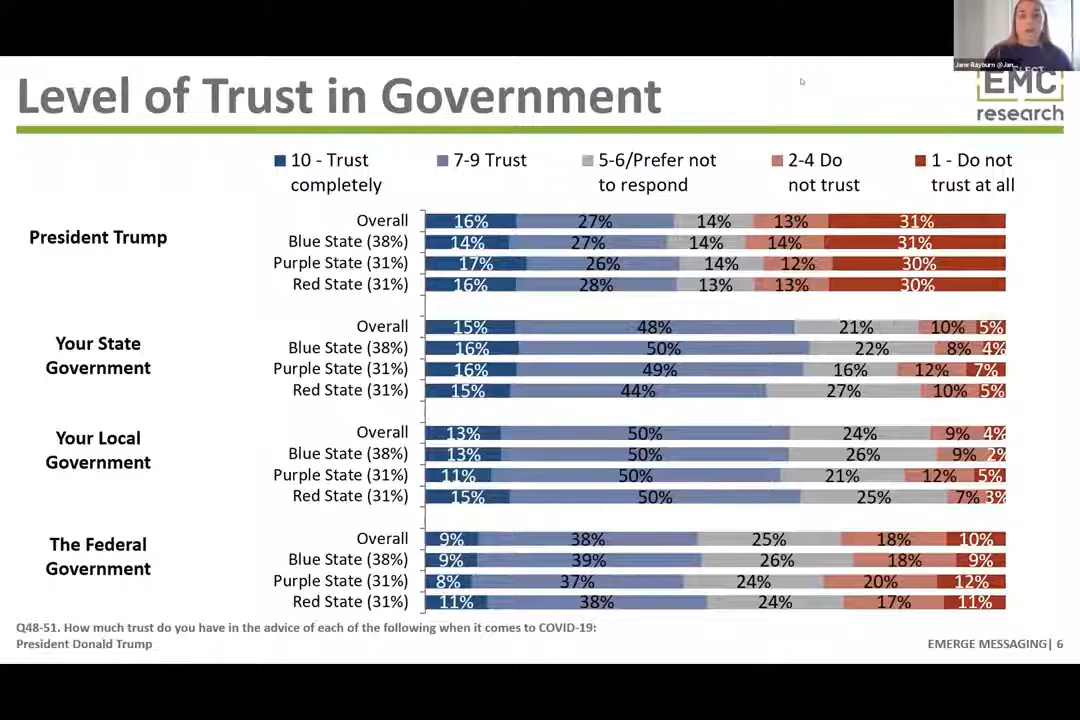 Jane Rayburn @Jan...
Level of Trust in Government
EMC
research
10 - Trust completely
7-9 Trust
5-6/Prefer not to respond
2-4 Do not trust
1 - Do not trust at all
President Trump
Overall 16% 27% 14% 13% 31%
Blue State (38%) 14% 27% 14% 14% 31%
Purple State (31%) 17% 26% 14% 12% 30%
Red State (31%) 16% 28% 13% 13% 30%
Your State
Government
Overall 15% 48% 21% 10% 5%
Blue State (38%) 16% 50% 22% 8% 4%
Purple State (31%) 16% 49% 16% 12% 7%
Red State (31%) 15% 44% 27% 10% 5%
Your Local
Government
Overall 13% 50% 24% 9% 4%
Blue State (38%) 13% 50% 26% 9% 2%
Purple State (31%) 11% 50% 21% 12% 5%
Red State (31%) 15% 50% 25% 7% 3%
The Federal
Government
Overall 9% 38% 25% 18% 10%
Blue State (38%) 9% 39% 26% 18% 9%
Purple State (31%) 8% 37% 24% 20% 12%
Red State (31%) 11% 38% 24% 17% 11%
Q48-51. How much trust do you have in the advice of each of the following when it comes to COVID-19:
President Donald Trump
EMERGE MESSAGING| 6